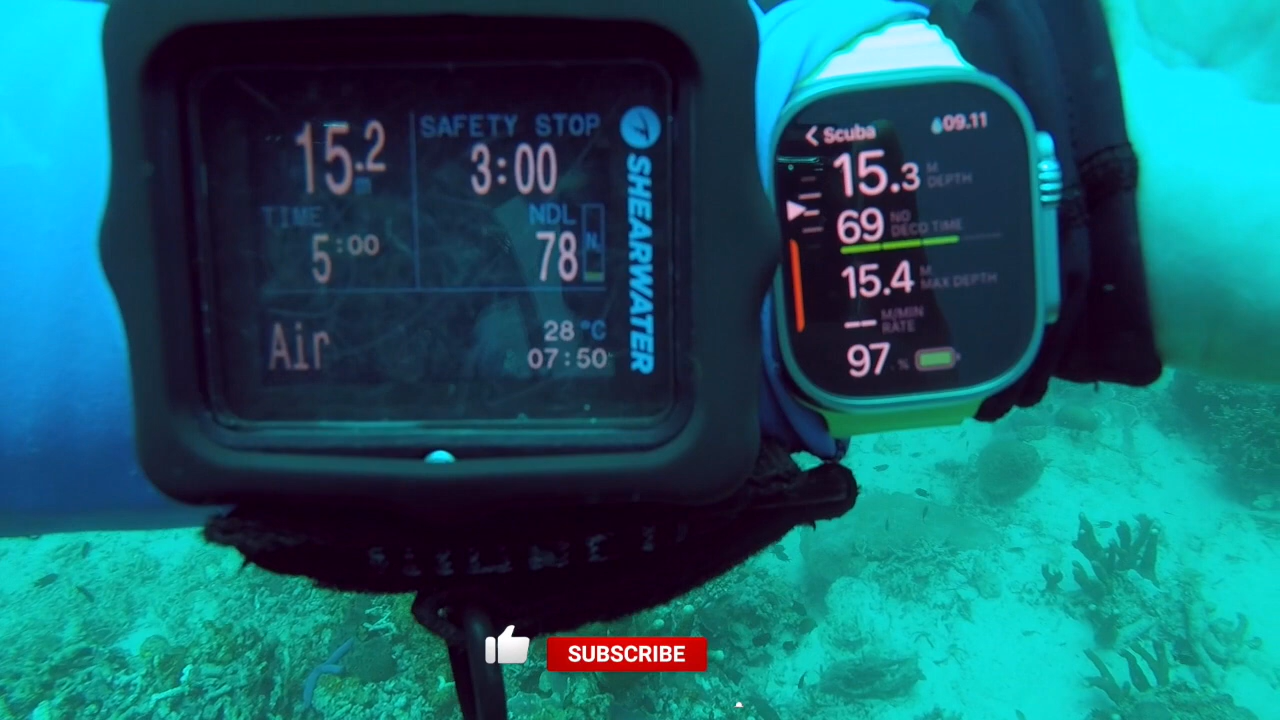 15.2
SAFETY STOP
3:00
TIME
5:00
NDL
78
N₂
Air
28 °C
07:50
SHEARWATER
< Scuba
09.11
15.3 M DEPTH
69 NO DECO TIME
15.4 M MAX DEPTH
-- M/MIN RATE
97 %
SUBSCRIBE